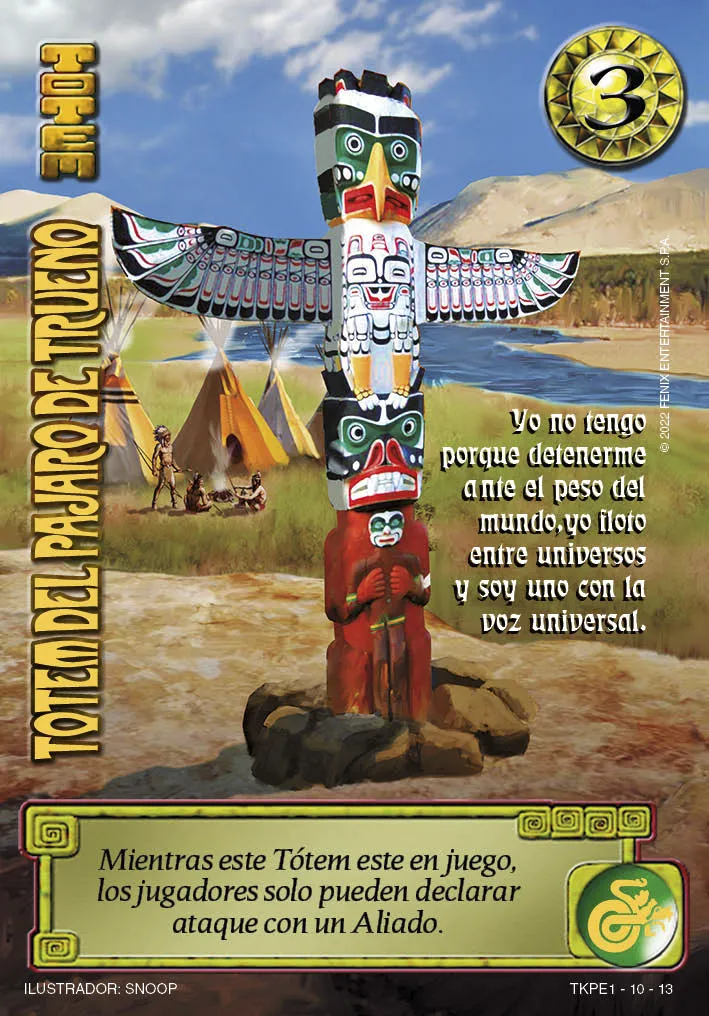 TOTEM
3
TOTEM DEL PAJARO DE TRUENO
© 2022 FENIX ENTERTAINMENT S.P.A.
Yo no tengo
porque detenerme
ante el peso del
mundo,yo floto
entre universos
y soy uno con la
voz universal.
Mientras este Tótem este en juego,
los jugadores solo pueden declarar
ataque con un Aliado.
ILUSTRADOR: SNOOP
TKPE1 - 10 - 13